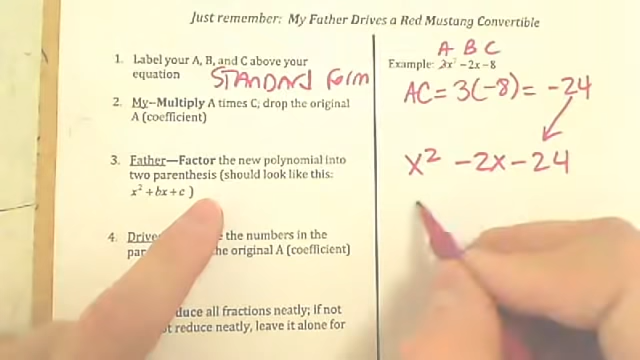 Just remember: My Father Drives a Red Mustang Convertible
1. Label your A, B, and C above your
equation
STANDARD FORM
2. My—Multiply A times C; drop the original
A (coefficient)
3. Father—Factor the new polynomial into
two parenthesis (should look like this:
x² + bx + c )
4. Drive
the numbers in the
he original A (coefficient)
duce all fractions neatly; if not
t reduce neatly, leave it alone for
A B C
Example: 3x² - 2x - 8
AC = 3(-8) = -24
x² - 2x - 24